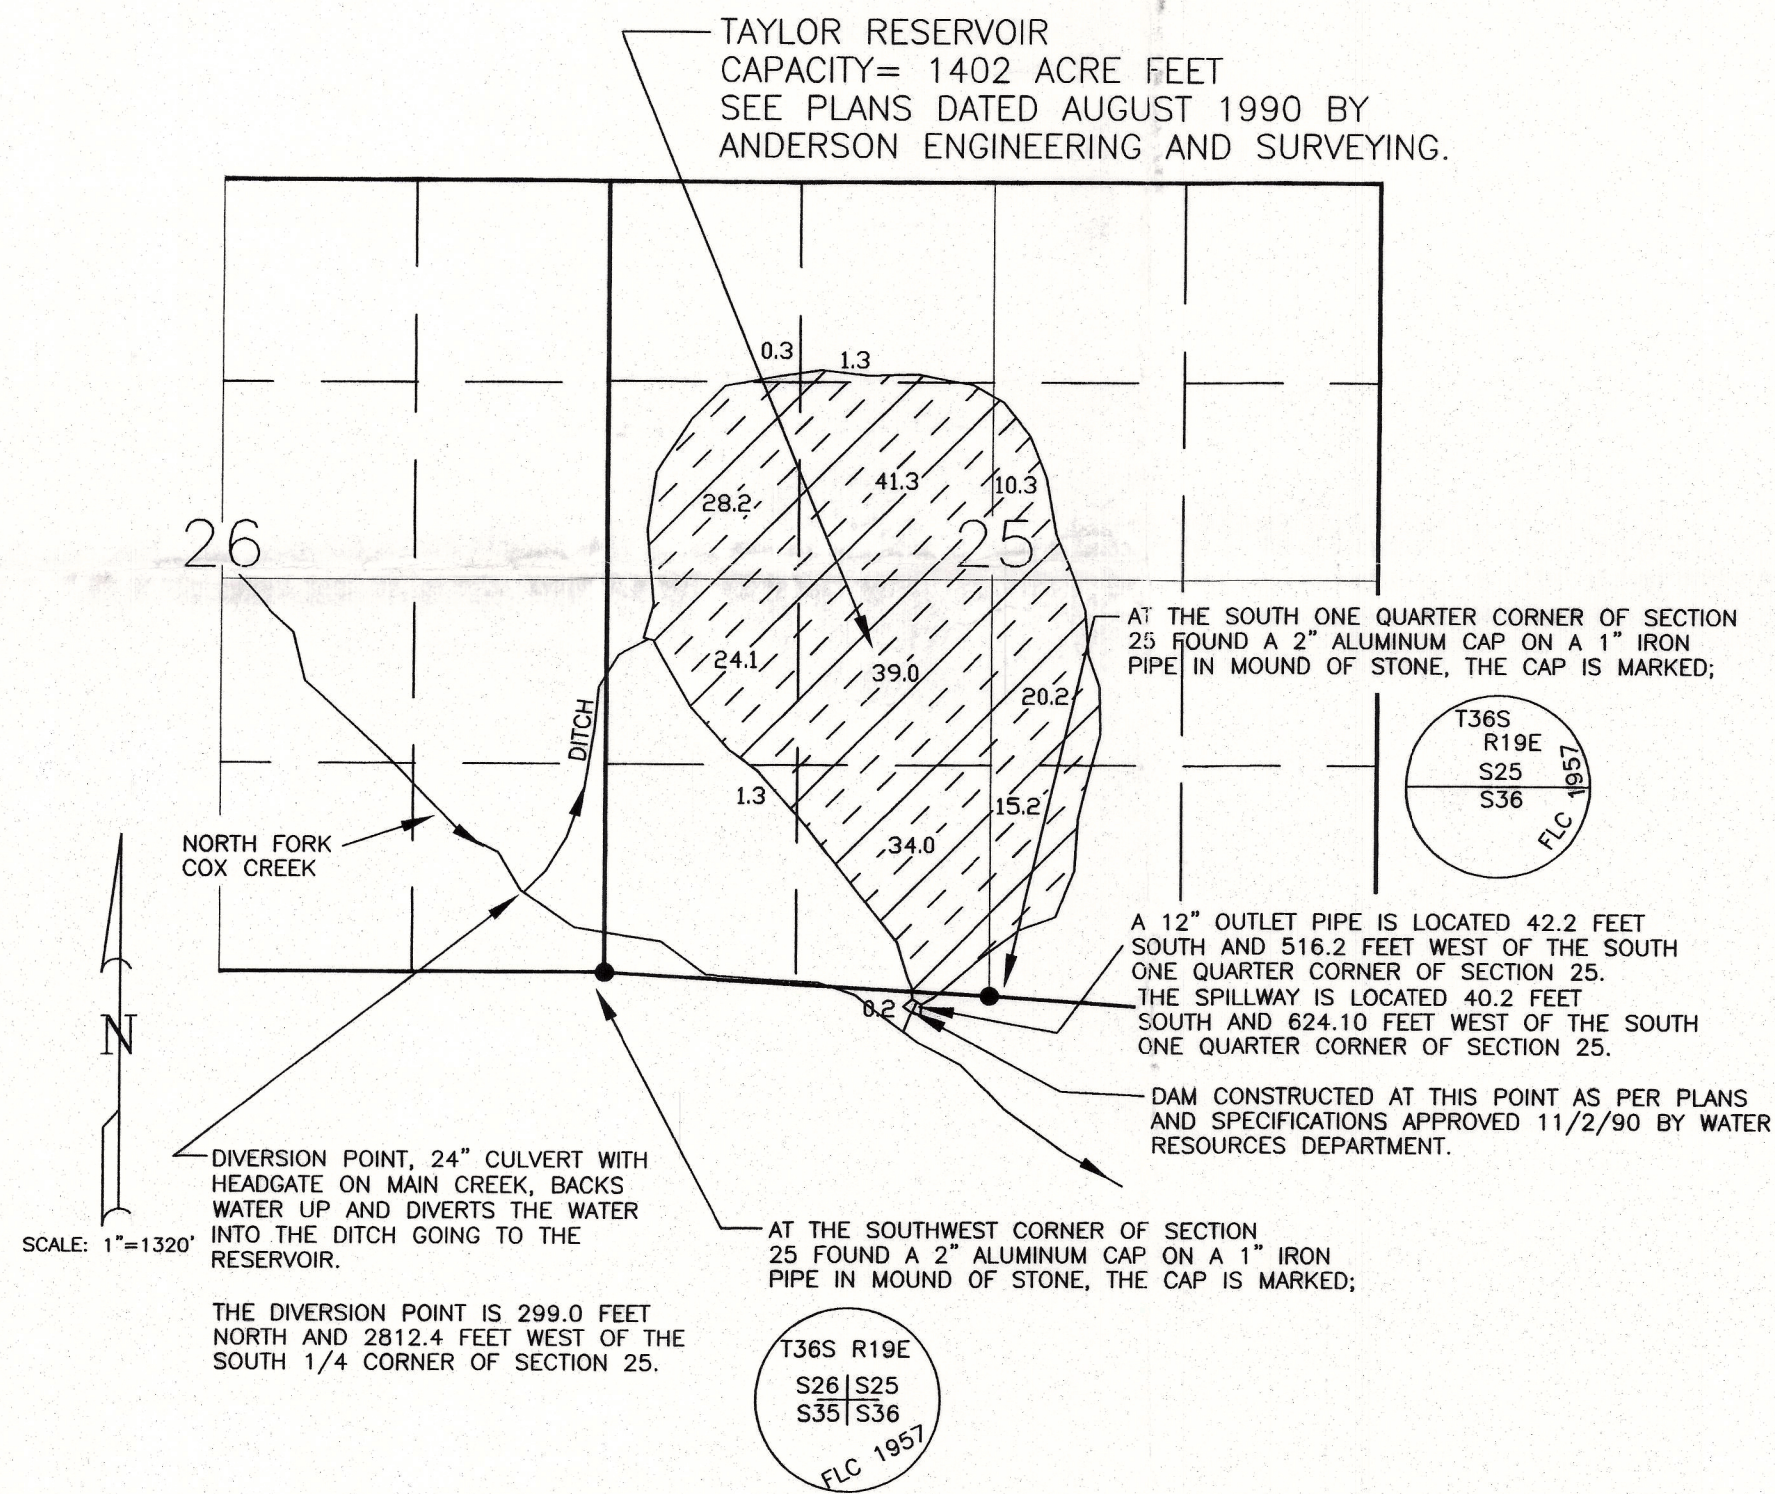 TAYLOR RESERVOIR
CAPACITY= 1402 ACRE FEET
SEE PLANS DATED AUGUST 1990 BY
ANDERSON ENGINEERING AND SURVEYING.
0.3
1.3
28.2
41.3
10.3
26
25
24.1
39.0
20.2
DITCH
1.3
15.2
34.0
0.2
NORTH FORK
COX CREEK
AT THE SOUTH ONE QUARTER CORNER OF SECTION
25 FOUND A 2" ALUMINUM CAP ON A 1" IRON
PIPE IN MOUND OF STONE, THE CAP IS MARKED;
T36S
R19E
S25
S36
FLC 1957
A 12" OUTLET PIPE IS LOCATED 42.2 FEET
SOUTH AND 516.2 FEET WEST OF THE SOUTH
ONE QUARTER CORNER OF SECTION 25.
THE SPILLWAY IS LOCATED 40.2 FEET
SOUTH AND 624.10 FEET WEST OF THE SOUTH
ONE QUARTER CORNER OF SECTION 25.
DAM CONSTRUCTED AT THIS POINT AS PER PLANS
AND SPECIFICATIONS APPROVED 11/2/90 BY WATER
RESOURCES DEPARTMENT.
N
SCALE: 1"=1320'
DIVERSION POINT, 24" CULVERT WITH
HEADGATE ON MAIN CREEK, BACKS
WATER UP AND DIVERTS THE WATER
INTO THE DITCH GOING TO THE
RESERVOIR.
THE DIVERSION POINT IS 299.0 FEET
NORTH AND 2812.4 FEET WEST OF THE
SOUTH 1/4 CORNER OF SECTION 25.
AT THE SOUTHWEST CORNER OF SECTION
25 FOUND A 2" ALUMINUM CAP ON A 1" IRON
PIPE IN MOUND OF STONE, THE CAP IS MARKED;
T36S R19E
S26 S25
S35 S36
FLC 1957